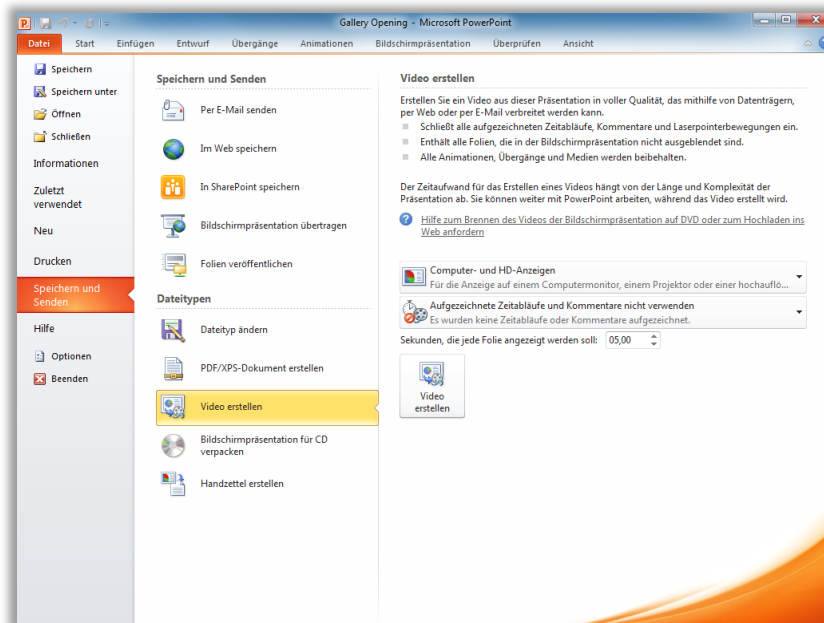 Gallery Opening - Microsoft PowerPoint
Datei Start Einfügen Entwurf Übergänge Animationen Bildschirmpräsentation Überprüfen Ansicht
Speichern
Speichern unter
Öffnen
Schließen
Informationen
Zuletzt
verwendet
Neu
Drucken
Speichern und
Senden
Hilfe
Optionen
Beenden
Speichern und Senden
Per E-Mail senden
Im Web speichern
In SharePoint speichern
Bildschirmpräsentation übertragen
Folien veröffentlichen
Dateitypen
Dateityp ändern
PDF/XPS-Dokument erstellen
Video erstellen
Bildschirmpräsentation für CD
verpacken
Handzettel erstellen
Video erstellen
Erstellen Sie ein Video aus dieser Präsentation in voller Qualität, das mithilfe von Datenträgern,
per Web oder per E-Mail verbreitet werden kann.
Schließt alle aufgezeichneten Zeitabläufe, Kommentare und Laserpointerbewegungen ein.
Enthält alle Folien, die in der Bildschirmpräsentation nicht ausgeblendet sind.
Alle Animationen, Übergänge und Medien werden beibehalten.
Der Zeitaufwand für das Erstellen eines Videos hängt von der Länge und Komplexität der
Präsentation ab. Sie können weiter mit PowerPoint arbeiten, während das Video erstellt wird.
Hilfe zum Brennen des Videos der Bildschirmpräsentation auf DVD oder zum Hochladen ins
Web anfordern
Computer- und HD-Anzeigen
Für die Anzeige auf einem Computermonitor, einem Projektor oder einer hochauflö...
Aufgezeichnete Zeitabläufe und Kommentare nicht verwenden
Es wurden keine Zeitabläufe oder Kommentare aufgezeichnet.
Sekunden, die jede Folie angezeigt werden soll: 05,00
Video
erstellen